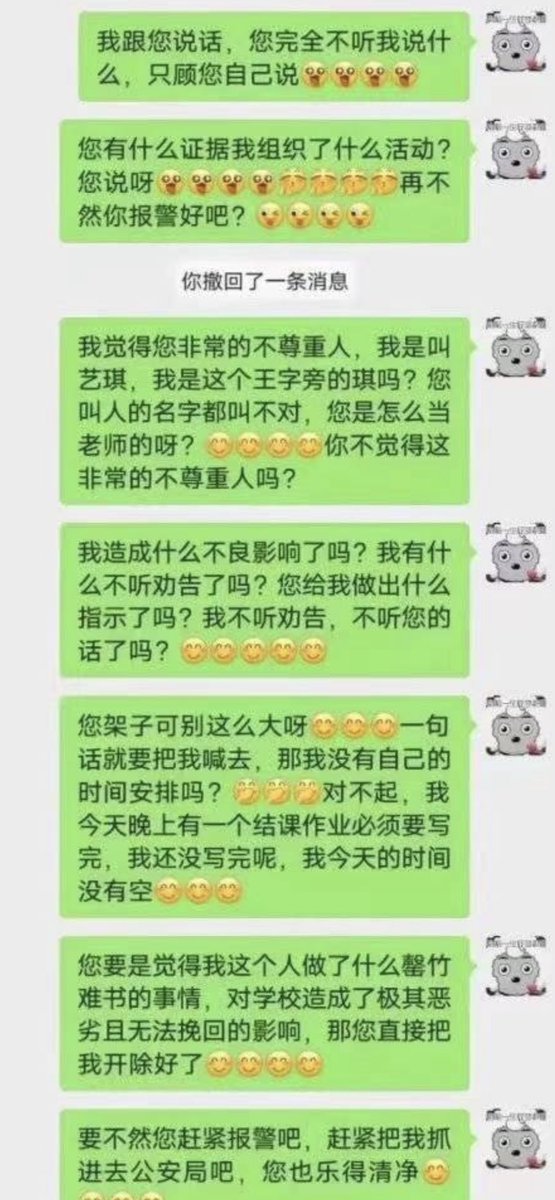 我跟您说话，您完全不听我说什
么，只顾您自己说
您有什么证据我组织了什么活动？
您说呀再不
然你报警好吧？
你撤回了一条消息
我觉得您非常的不尊重人，我是叫
艺琪，我是这个王字旁的琪吗？您
叫人的名字都叫不对，您是怎么当
老师的呀？你不觉得这
非常的不尊重人吗？
我造成什么不良影响了吗？我有什
么不听劝告了吗？您给我做出什么
指示了吗？我不听劝告，不听您的
话了吗？
您架子可别这么大呀一句
话就要把我喊去，那我没有自己的
时间安排吗？对不起，我
今天晚上有一个结课作业必须要写
完，我还没写完呢，我今天的时间
没有空
您要是觉得我这个人做了什么罄竹
难书的事情，对学校造成了极其恶
劣且无法挽回的影响，那您直接把
我开除好了
要不然您赶紧报警吧，赶紧把我抓
进去公安局吧，您也乐得清净